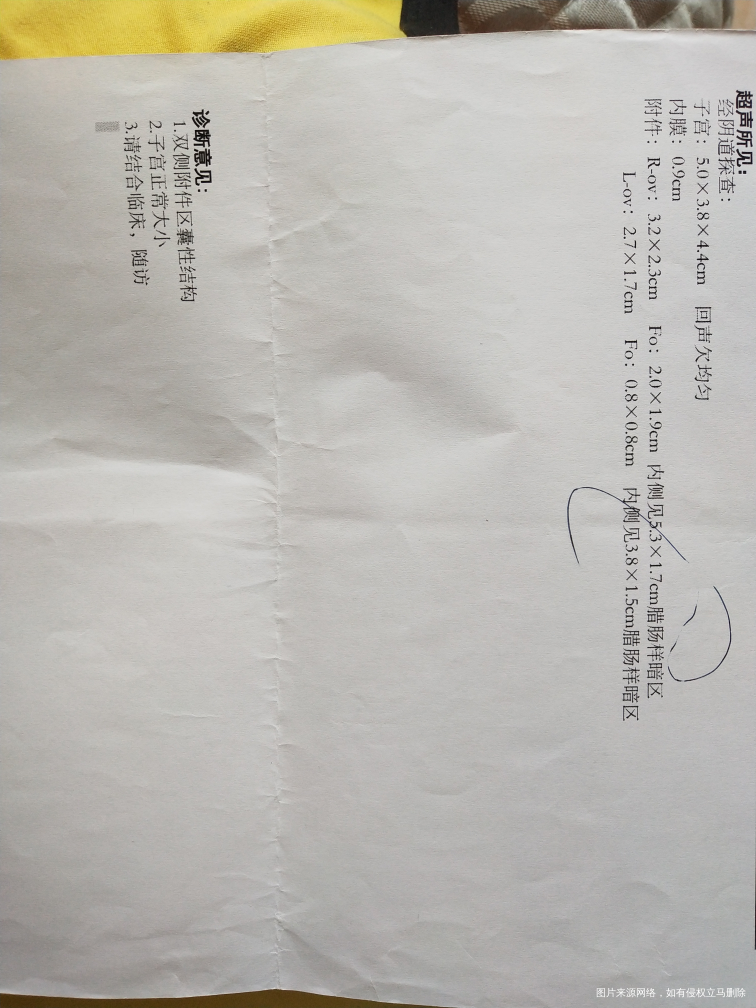 超声所见：
经阴道探查：
子宫：5.0×3.8×4.4cm 回声欠均匀
内膜：0.9cm
附件：R-ov：3.2×2.3cm Fo：2.0×1.9cm 内侧见5.3×1.7cm腊肠样暗区
L-ov：2.7×1.7cm Fo：0.8×0.8cm 内侧见3.8×1.5cm腊肠样暗区
诊断意见：
1.双侧附件区囊性结构
2.子宫正常大小
3.请结合临床，随访
图片来源网络，如有侵权立马删除